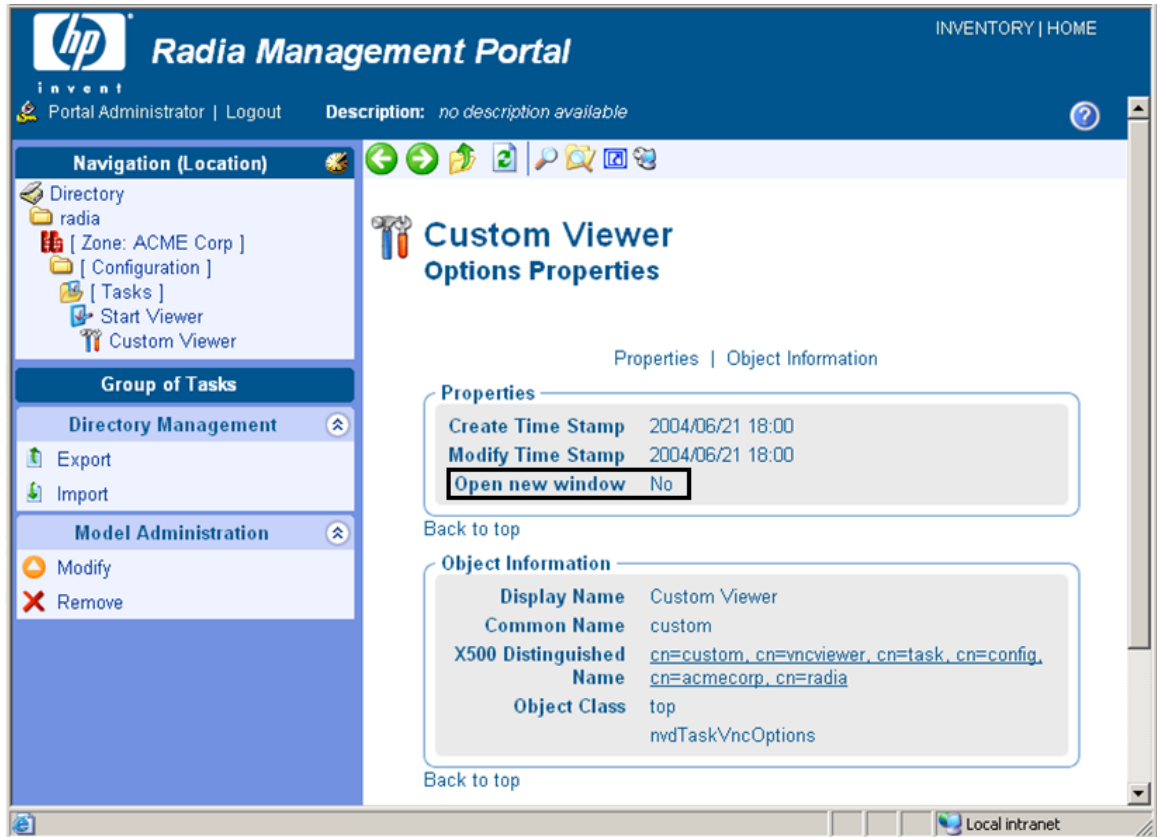 INVENTORY | HOME
hp
Radia Management Portal
invent
Portal Administrator | Logout Description: no description available
Navigation (Location)
Directory
radia
[ Zone: ACME Corp ]
[ Configuration ]
[ Tasks ]
Start Viewer
Custom Viewer
Group of Tasks
Directory Management
Export
Import
Model Administration
Modify
Remove
Custom Viewer
Options Properties
Properties | Object Information
Properties
Create Time Stamp 2004/06/21 18:00
Modify Time Stamp 2004/06/21 18:00
Open new window No
Back to top
Object Information
Display Name Custom Viewer
Common Name custom
X500 Distinguished Name cn=custom, cn=vncviewer, cn=task, cn=config,
cn=acmecorp, cn=radia
Object Class top
nvdTaskVncOptions
Back to top
Local intranet